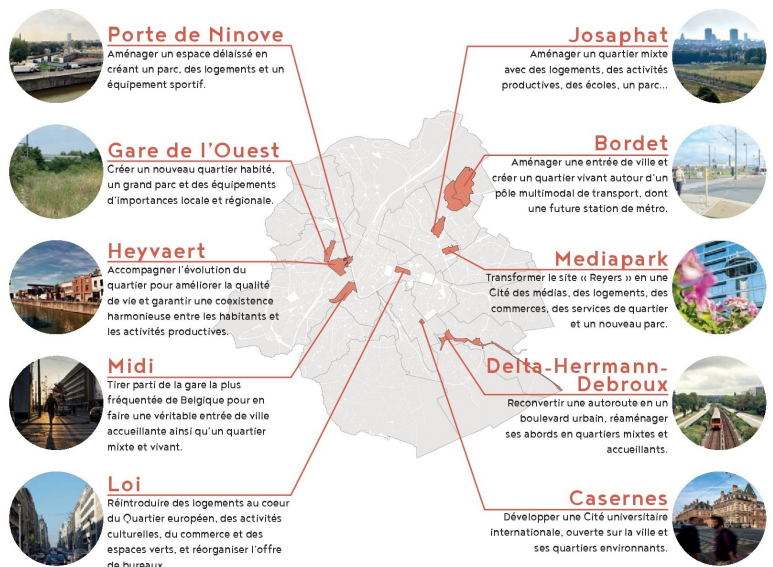 Porte de Ninove
Aménager un espace délaissé en
créant un parc, des logements et un
équipement sportif.
Gare de l'Ouest
Créer un nouveau quartier habité,
un grand parc et des équipements
d'importances locale et régionale.
Heyvaert
Accompagner l'évolution du
quartier pour améliorer la qualité
de vie et garantir une coexistence
harmonieuse entre les habitants et
les activités productives.
Midi
Tirer parti de la gare la plus
fréquentée de Belgique pour en
faire une véritable entrée de ville
accueillante ainsi qu'un quartier
mixte et vivant.
Loi
Réintroduire des logements au coeur
du Quartier européen, des activités
culturelles, du commerce et des
espaces verts, et réorganiser l'offre
de bureaux
Josaphat
Aménager un quartier mixte
avec des logements, des activités
productives, des écoles, un parc...
Bordet
Aménager une entrée de ville et
créer un quartier vivant autour d'un
pôle multimodal de transport, dont
une future station de métro.
Mediapark
Transformer le site « Reyers » en une
Cité des médias, des logements, des
commerces, des services de quartier
et un nouveau parc.
Delta-Herrmann-
Debroux
Reconvertir une autoroute en un
boulevard urbain, réaménager
ses abords en quartiers mixtes et
accueillants.
Casernes
Développer une Cité universitaire
internationale, ouverte sur la ville et
ses quartiers environnants.